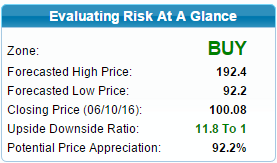 Evaluating Risk At A Glance
Zone: BUY
Forecasted High Price: 192.4
Forecasted Low Price: 92.2
Closing Price (06/10/16): 100.08
Upside Downside Ratio: 11.8 To 1
Potential Price Appreciation: 92.2%